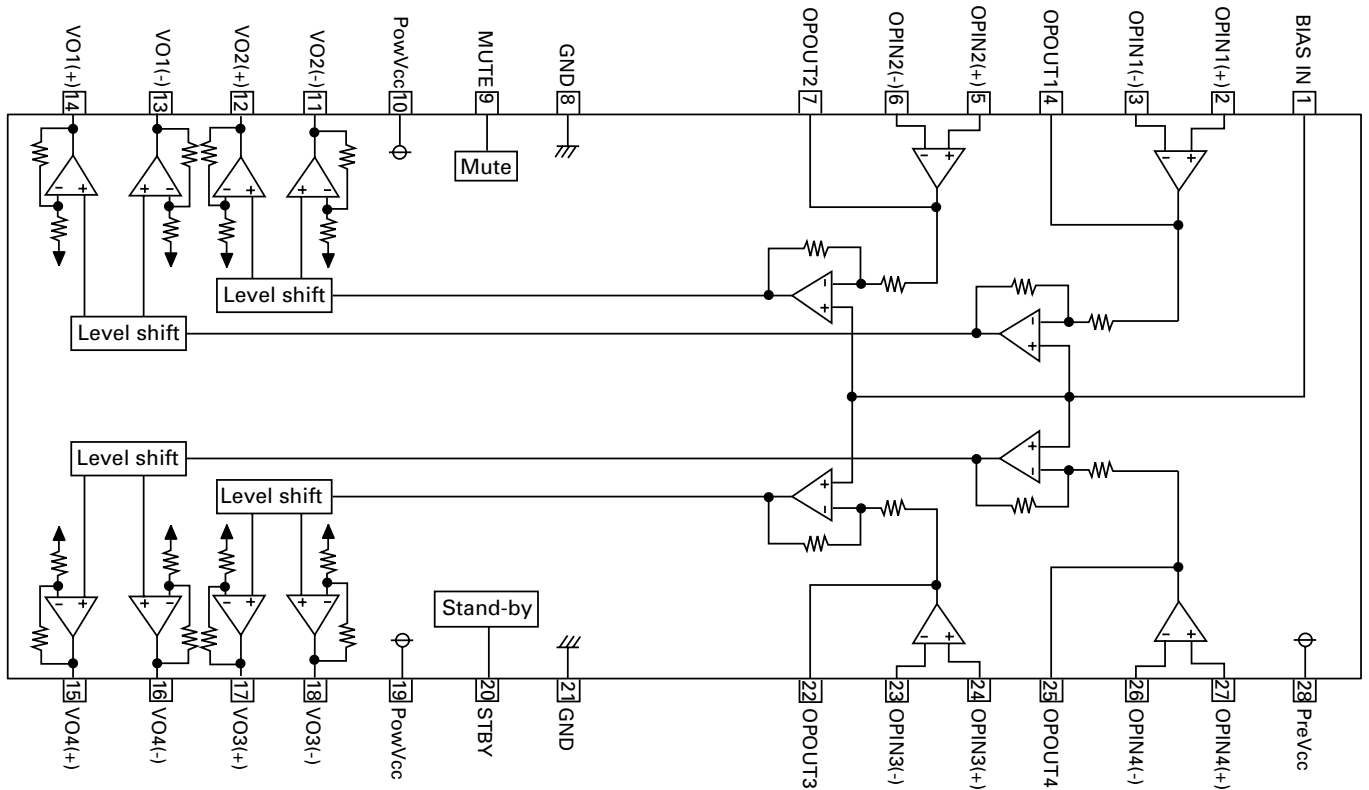 VO1(+) 14
VO1(-) 13
VO2(+) 12
VO2(-) 11
PowVcc 10
MUTE 9
GND 8
OPOUT2 7
OPIN2(-) 6
OPIN2(+) 5
OPOUT1 4
OPIN1(-) 3
OPIN1(+) 2
BIAS IN 1
Mute
- +
- +
- +
+ -
- +
+ -
Level shift
- +
- +
Level shift
Level shift
+ -
Level shift
+ -
Stand-by
- +
+ -
- +
+ -
- +
- +
15 VO4(+)
16 VO4(-)
17 VO3(+)
18 VO3(-)
19 PowVcc
20 STBY
21 GND
22 OPOUT3
23 OPIN3(-)
24 OPIN3(+)
25 OPOUT4
26 OPIN4(-)
27 OPIN4(+)
28 PreVcc